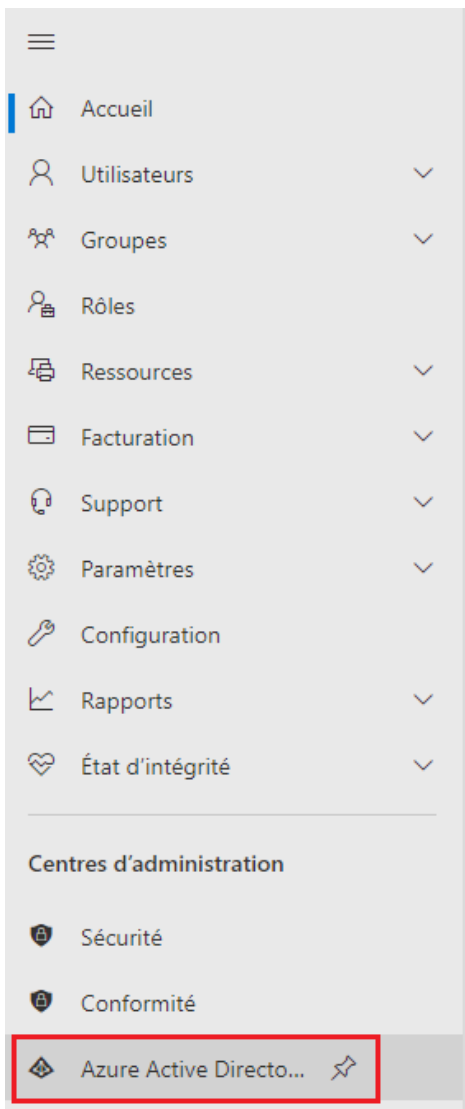 Accueil
Utilisateurs
Groupes
Rôles
Ressources
Facturation
Support
Paramètres
Configuration
Rapports
État d’intégrité
Centres d’administration
Sécurité
Conformité
Azure Active Directo...